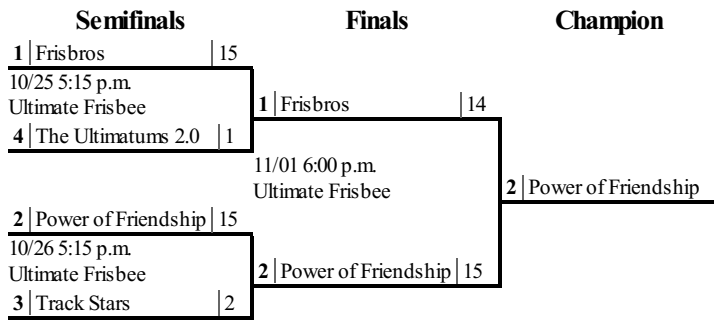 Semifinals Finals Champion
1 Frisbros 15
10/25 5:15 p.m.
Ultimate Frisbee
4 The Ultimatums 2.0 1
2 Power of Friendship 15
10/26 5:15 p.m.
Ultimate Frisbee
3 Track Stars 2
1 Frisbros 14
11/01 6:00 p.m.
Ultimate Frisbee
2 Power of Friendship 15
2 Power of Friendship